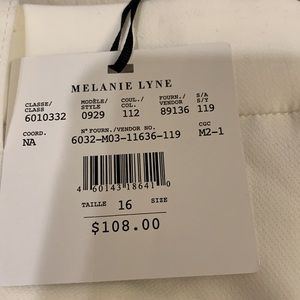 MELANIE LYNE
CLASSE/ MODÈLE/ COUL./ FOURN./ S/A
CLASS STYLE COL. VENDOR S/Y
6010332 0929 112 89136 119
COORD. N° FOURN./VENDOR NO. CGC
NA 6032-M03-11636-119 M2-1
4 60143 18641 0
TAILLE 16 SIZE
$108.00